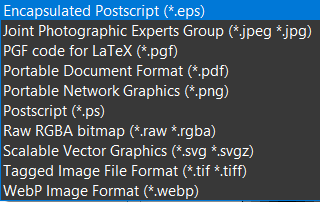 Encapsulated Postscript (*.eps)
Joint Photographic Experts Group (*.jpeg *.jpg)
PGF code for LaTeX (*.pgf)
Portable Document Format (*.pdf)
Portable Network Graphics (*.png)
Postscript (*.ps)
Raw RGBA bitmap (*.raw *.rgba)
Scalable Vector Graphics (*.svg *.svgz)
Tagged Image File Format (*.tif *.tiff)
WebP Image Format (*.webp)